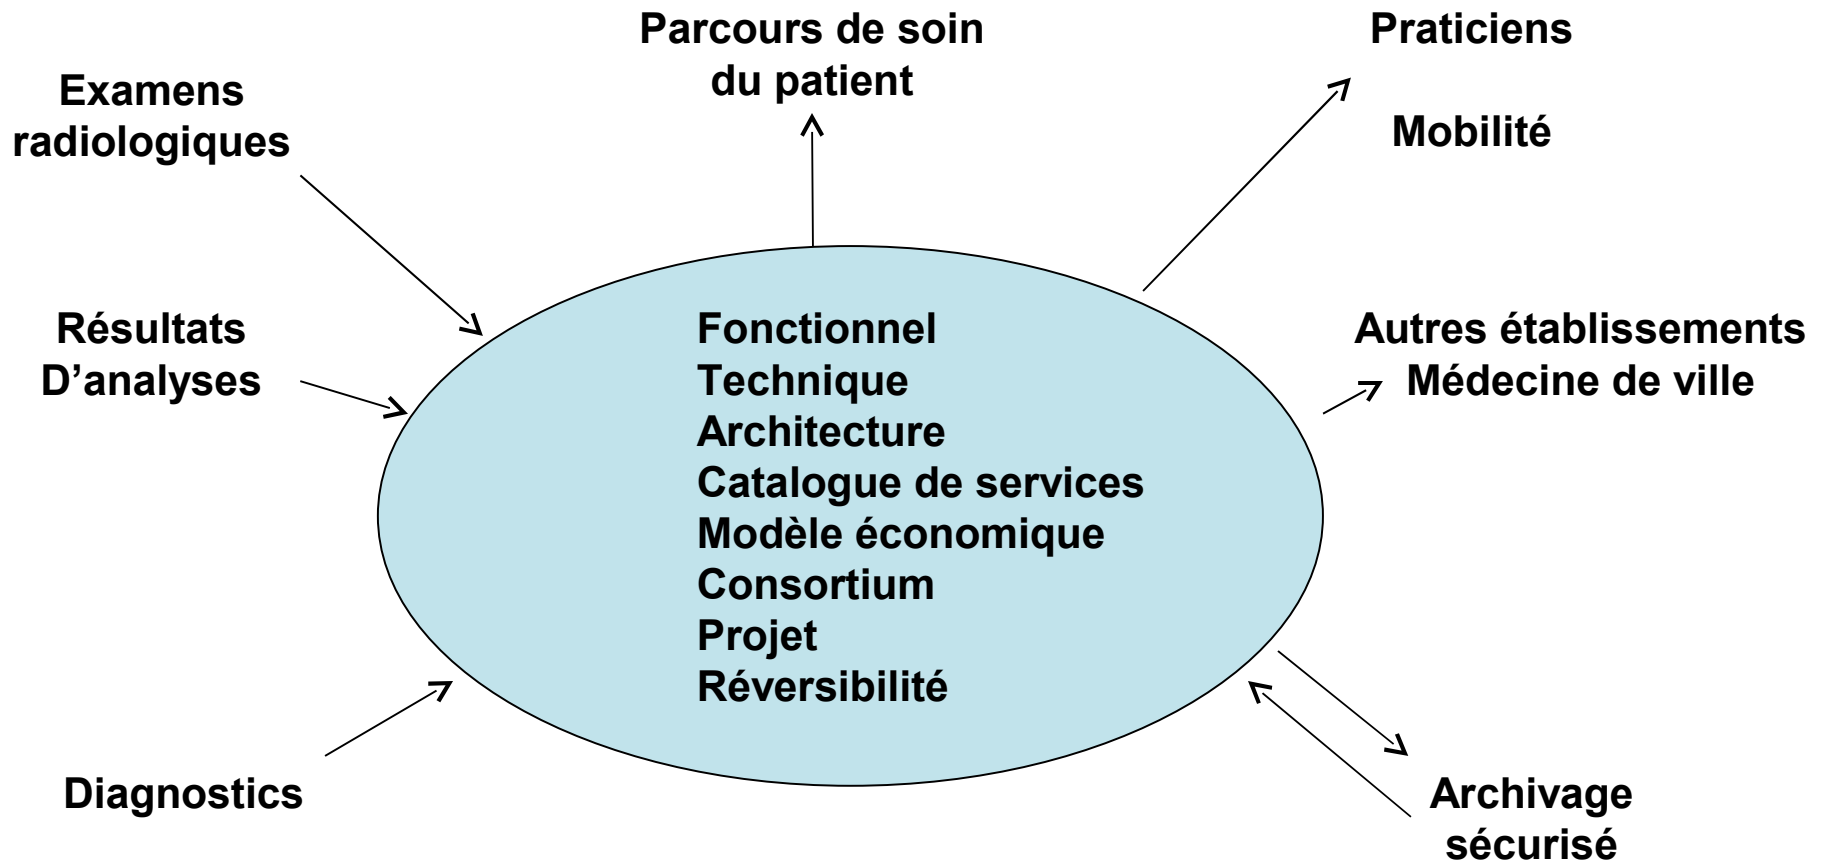 Parcours de soin
du patient
Praticiens
Mobilité
Examens
radiologiques
Résultats
D’analyses
Fonctionnel
Technique
Architecture
Catalogue de services
Modèle économique
Consortium
Projet
Réversibilité
Autres établissements
Médecine de ville
Diagnostics
Archivage
sécurisé